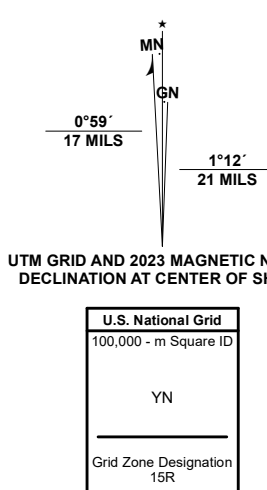 MN
GN
0°59´
17 MILS
1°12´
21 MILS
UTM GRID AND 2023 MAGNETIC
DECLINATION AT CENTER OF
U.S. National Grid
100,000 - m Square ID
YN
Grid Zone Designation
15R